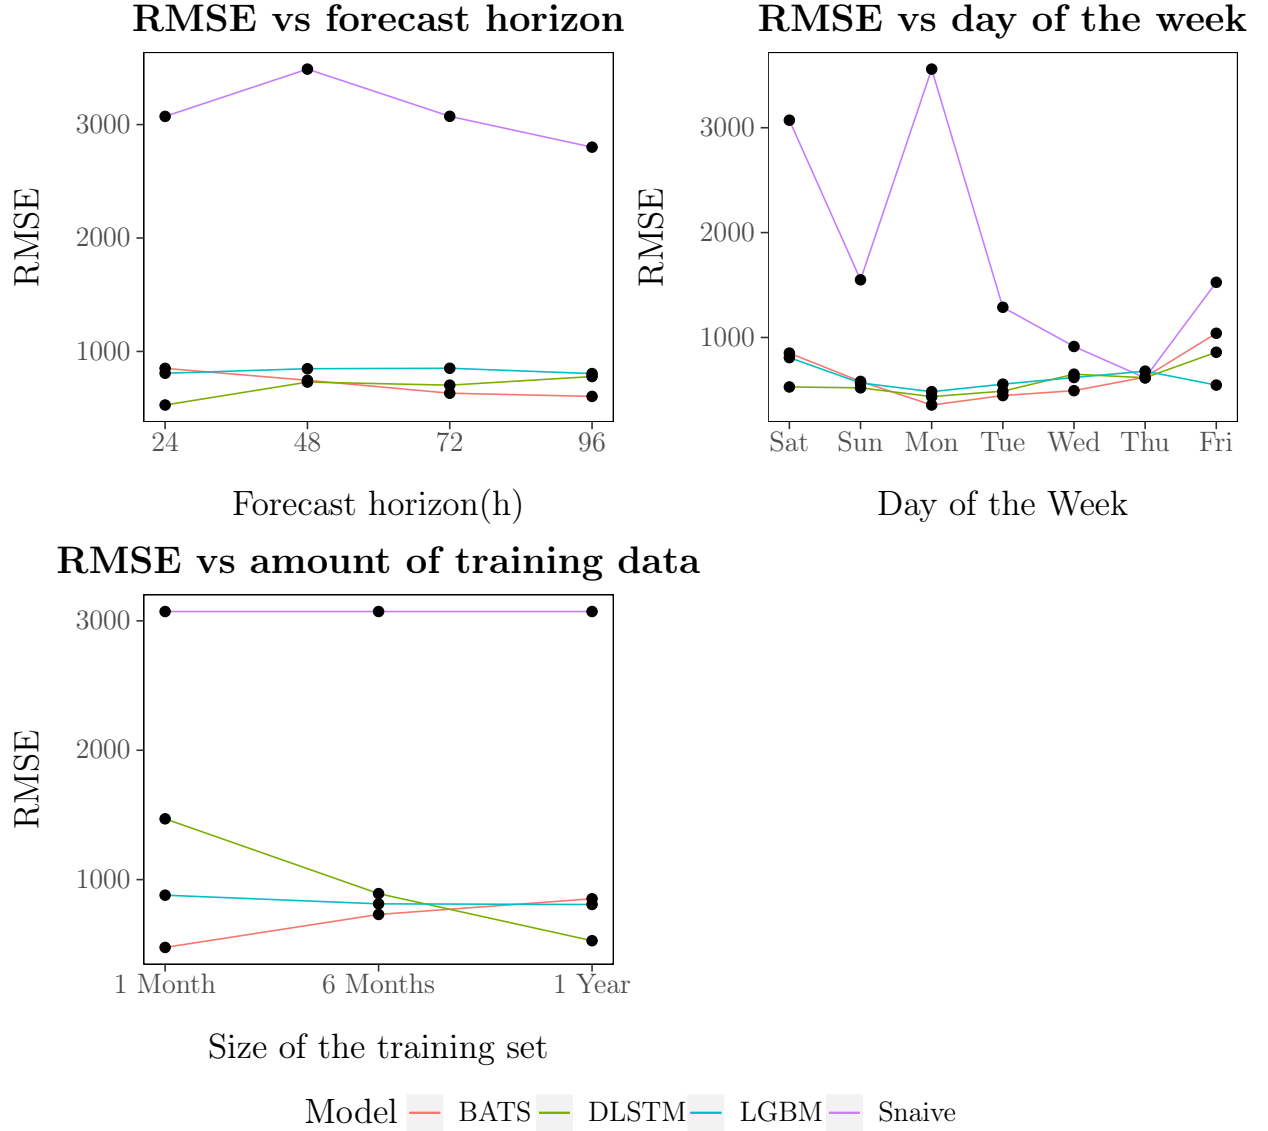 RMSE vs forecast horizon
RMSE
3000
2000
1000
24 48 72 96
Forecast horizon(h)
RMSE vs day of the week
RMSE
3000
2000
1000
Sat Sun Mon Tue Wed Thu Fri
Day of the Week
RMSE vs amount of training data
RMSE
3000
2000
1000
1 Month 6 Months 1 Year
Size of the training set
Model BATS DLSTM LGBM Snaive